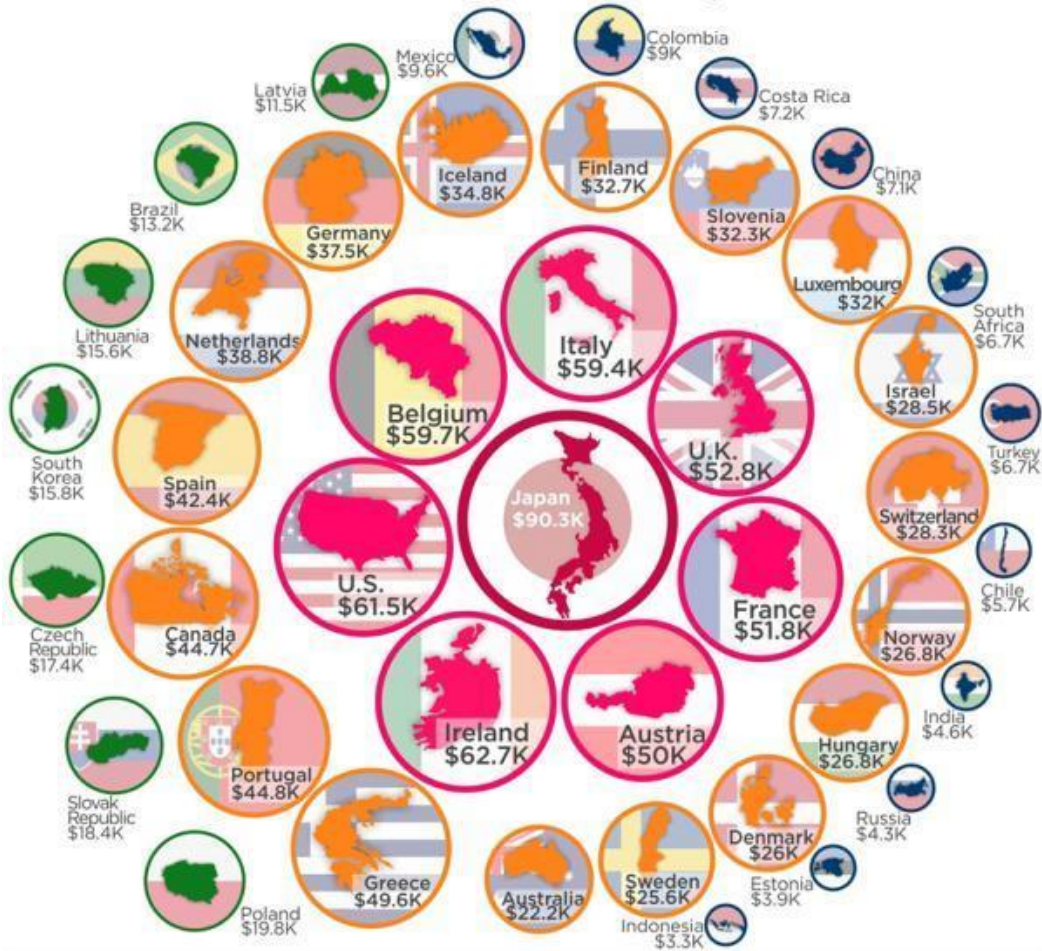 Mexico
$9.6K
Colombia
$9K
Latvia
$11.5K
Costa Rica
$7.2K
Iceland
$34.8K
Finland
$32.7K
China
$7.1K
Brazil
$13.2K
Germany
$37.5K
Slovenia
$32.3K
Luxembourg
$32K
South
Africa
$6.7K
Lithuania
$15.6K
Netherlands
$38.8K
Italy
$59.4K
Israel
$28.5K
Belgium
$59.7K
U.K.
$52.8K
Turkey
$6.7K
South
Korea
$15.8K
Spain
$42.4K
Japan
$90.3K
Switzerland
$28.3K
U.S.
$61.5K
France
$51.8K
Chile
$5.7K
Czech
Republic
$17.4K
Canada
$44.7K
Norway
$26.8K
India
$4.6K
Ireland
$62.7K
Austria
$50K
Hungary
$26.8K
Portugal
$44.8K
Slovak
Republic
$18.4K
Russia
$4.3K
Denmark
$26K
Greece
$49.6K
Australia
$22.2K
Sweden
$25.6K
Estonia
$3.9K
Poland
$19.8K
Indonesia
$3.3K